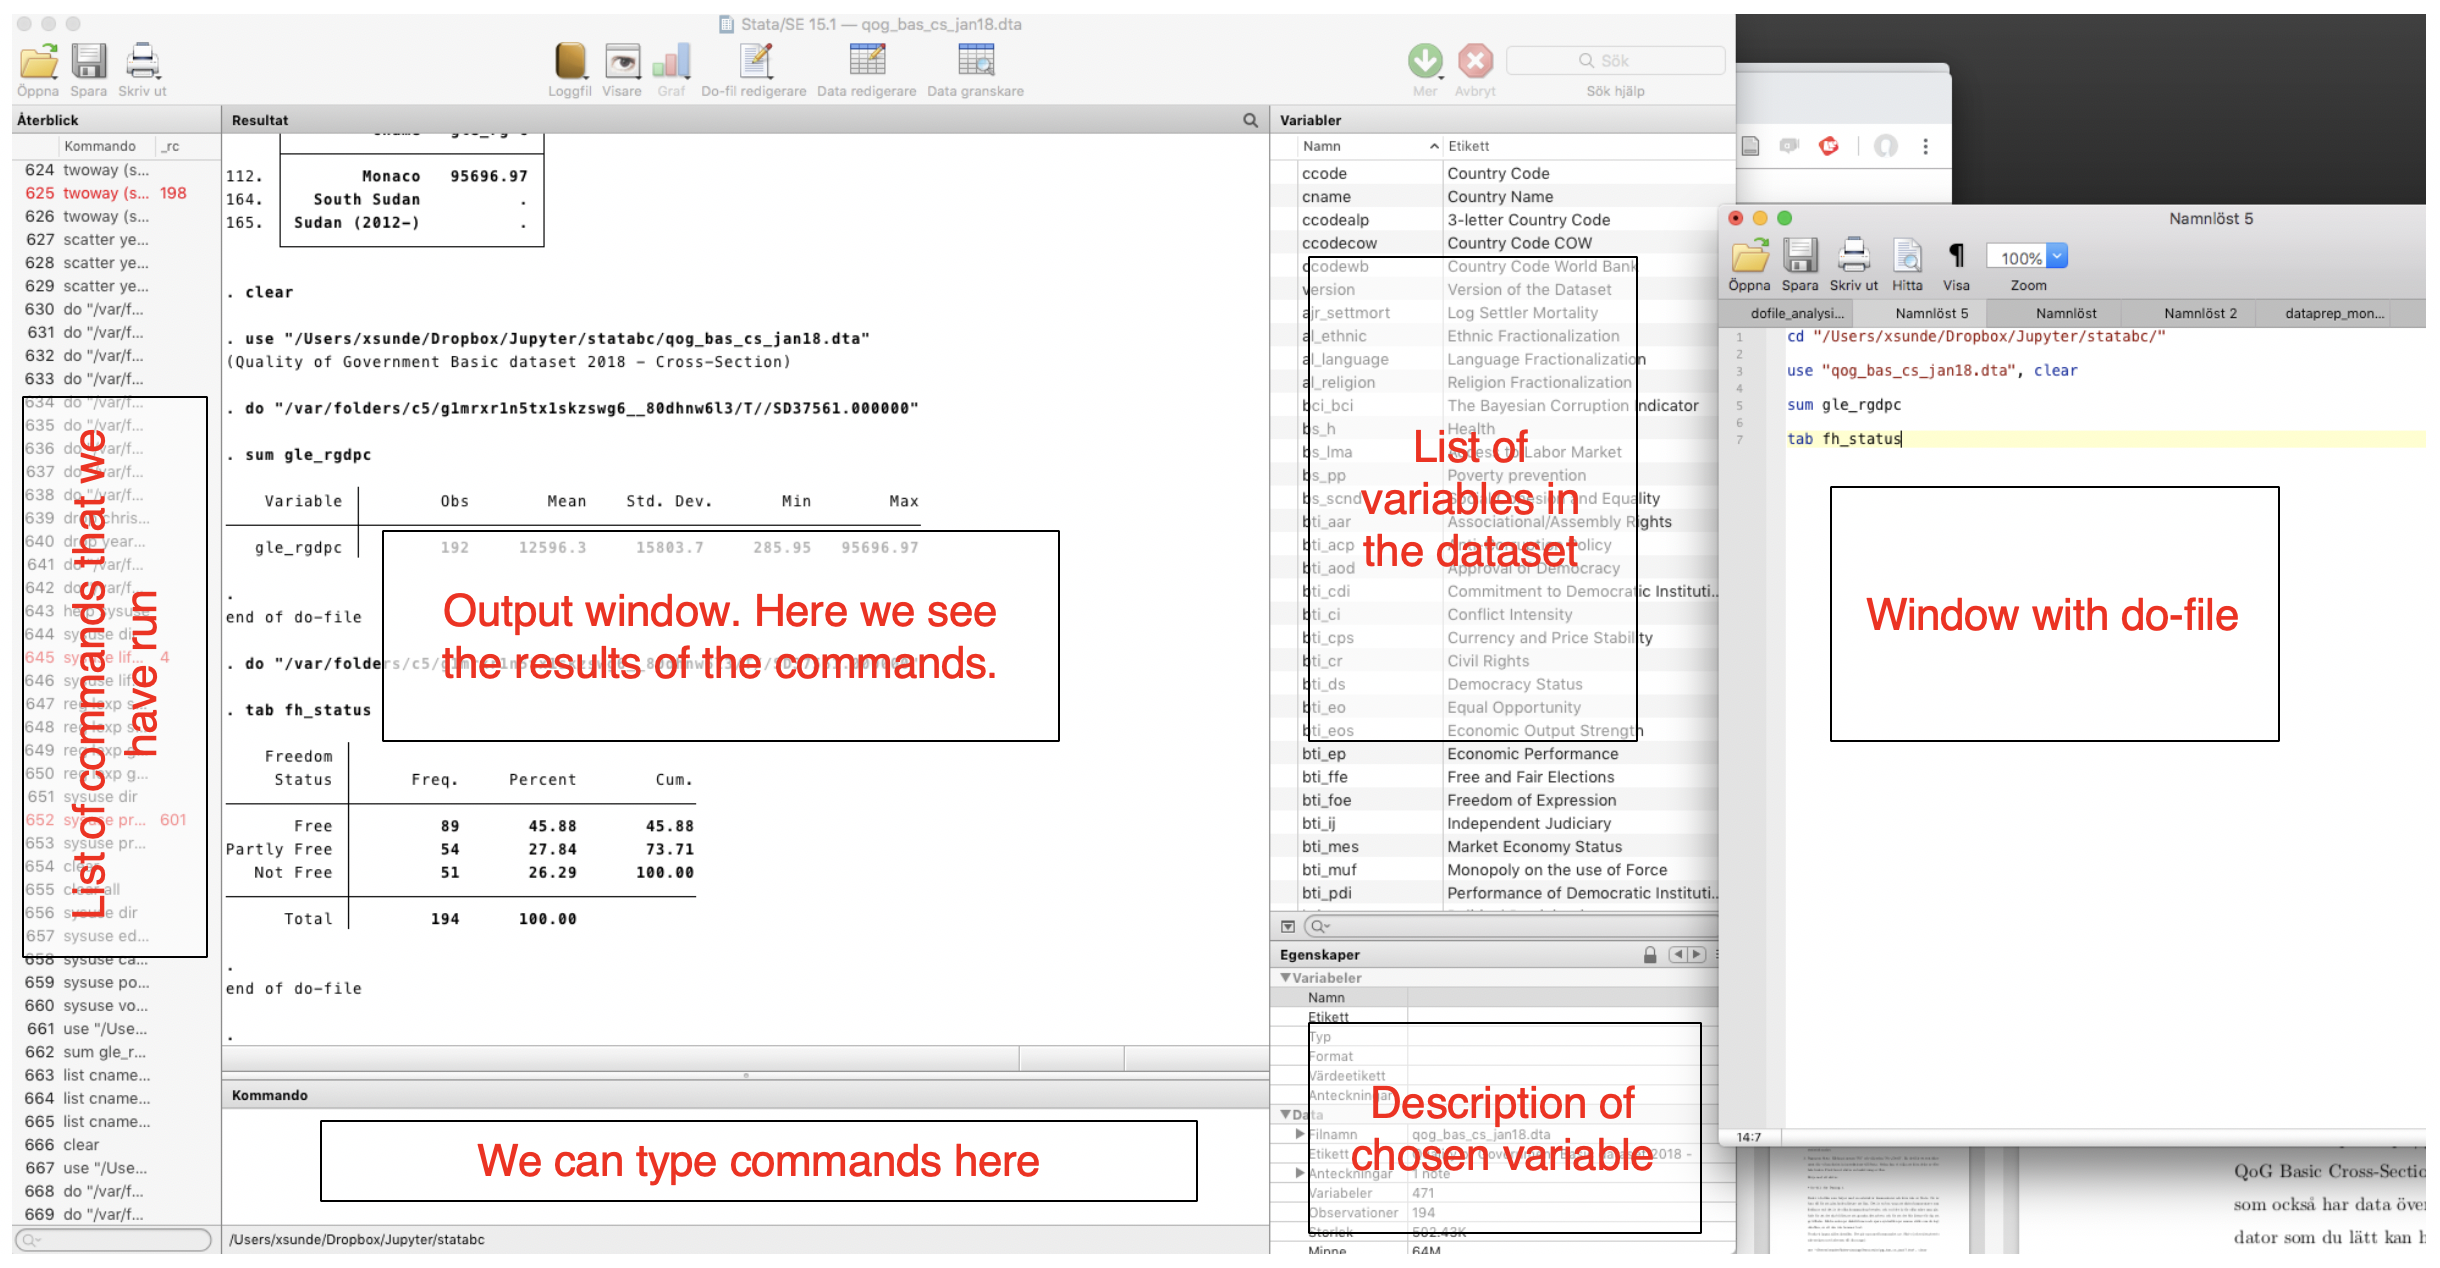 Stata/SE 15.1 — qog_bas_cs_jan18.dta
Öppna Spara Skriv ut
Loggfil Visare Graf Do-fil redigerare Data redigerare Data granskare
Mer Avbryt
Sök
Sök hjälp
Återblick
Kommando _rc
624 twoway (s...
625 twoway (s... 198
626 twoway (s...
627 scatter ye...
628 scatter ye...
629 scatter ye...
630 do "/var/f...
631 do "/var/f...
632 do "/var/f...
633 do "/var/f...
634 do "/var/f...
635 do "/var/f...
636 do "/var/f...
637 do "/var/f...
638 do "/var/f...
639 drop chris...
640 drop year...
641 do "/var/f...
642 do "/var/f...
643 help sysuse
644 sysuse dir
645 sysuse lif... 4
646 sysuse lif...
647 reg lexp s...
648 reg lexp s...
649 reg lexp g...
650 reg lexp g...
651 sysuse dir
652 sysuse pr... 601
653 sysuse pr...
654 clear
655 clear all
656 sysuse dir
657 sysuse ed...
658 sysuse ca...
659 sysuse po...
660 sysuse vo...
661 use "/Use...
662 sum gle_r...
663 list cname...
664 list cname...
665 list cname...
666 clear
667 use "/Use...
668 do "/var/f...
669 do "/var/f...
List of commands that we
have run
Resultat
112. Monaco 95696.97
164. South Sudan .
165. Sudan (2012-) .
. clear
. use "/Users/xsunde/Dropbox/Jupyter/statabc/qog_bas_cs_jan18.dta"
(Quality of Government Basic dataset 2018 - Cross-Section)
. do "/var/folders/c5/g1mrxr1n5tx1skzswg6__80dhnw6l3/T//SD37561.000000"
. sum gle_rgdpc
Variable Obs Mean Std. Dev. Min Max
gle_rgdpc 192 12596.3 15803.7 285.95 95696.97
.
end of do-file
. do "/var/folders/c5/g1mrxr1n5tx1skzswg6__80dhnw6l3/T//SD37561.000000"
Output window. Here we see
the results of the commands.
. tab fh_status
Freedom
Status Freq. Percent Cum.
Free 89 45.88 45.88
Partly Free 54 27.84 73.71
Not Free 51 26.29 100.00
Total 194 100.00
.
end of do-file
.
Kommando
We can type commands here
/Users/xsunde/Dropbox/Jupyter/statabc
Variabler
Namn Etikett
ccode Country Code
cname Country Name
ccodealp 3-letter Country Code
ccodecow Country Code COW
ccodewb Country Code World Bank
version Version of the Dataset
ajr_settmort Log Settler Mortality
al_ethnic Ethnic Fractionalization
al_language Language Fractionalization
al_religion Religion Fractionalization
bci_bci The Bayesian Corruption Indicator
bs_h Health
bs_lma Access to Labor Market
bs_pp Poverty prevention
bs_scnd Social Cohesion and Equality
bti_aar Associational/Assembly Rights
bti_acp Anti-Corruption Policy
bti_aod Approval of Democracy
bti_cdi Commitment to Democratic Instituti...
bti_ci Conflict Intensity
bti_cps Currency and Price Stability
bti_cr Civil Rights
bti_ds Democracy Status
bti_eo Equal Opportunity
bti_eos Economic Output Strength
bti_ep Economic Performance
bti_ffe Free and Fair Elections
bti_foe Freedom of Expression
bti_ij Independent Judiciary
bti_mes Market Economy Status
bti_muf Monopoly on the use of Force
bti_pdi Performance of Democratic Instituti...
List of
variables in
the dataset
Egenskaper
Variabeler
Namn
Etikett
Typ
Format
Värdeetikett
Anteckningar
Data
Filnamn qog_bas_cs_jan18.dta
Etikett Quality of Government Basic dataset 2018 -
Anteckningar 1 note
Variabeler 471
Observationer 194
Storlek 502.43K
Minne 64M
Description of
chosen variable
Namnlöst 5
Öppna Spara Skriv ut Hitta Visa
100%
Zoom
dofile_analysi... Namnlöst 5 Namnlöst Namnlöst 2 dataprep_mon...
1 cd "/Users/xsunde/Dropbox/Jupyter/statabc/"
2
3 use "qog_bas_cs_jan18.dta", clear
4
5 sum gle_rgdpc
6
7 tab fh_status
Window with do-file
14:7
QoG Basic Cross-Sectio
som också har data över
dator som du lätt kan h